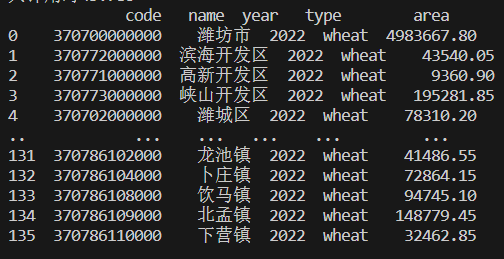 code name year type area
0 370700000000 潍坊市 2022 wheat 4983667.80
1 370772000000 滨海开发区 2022 wheat 43540.05
2 370771000000 高新开发区 2022 wheat 9360.90
3 370773000000 峡山开发区 2022 wheat 195281.85
4 370702000000 潍城区 2022 wheat 78310.20
.. ... ... ... ... ...
131 370786102000 龙池镇 2022 wheat 41486.55
132 370786104000 卜庄镇 2022 wheat 72864.15
133 370786108000 饮马镇 2022 wheat 94745.10
134 370786109000 北孟镇 2022 wheat 148779.45
135 370786110000 下营镇 2022 wheat 32462.85